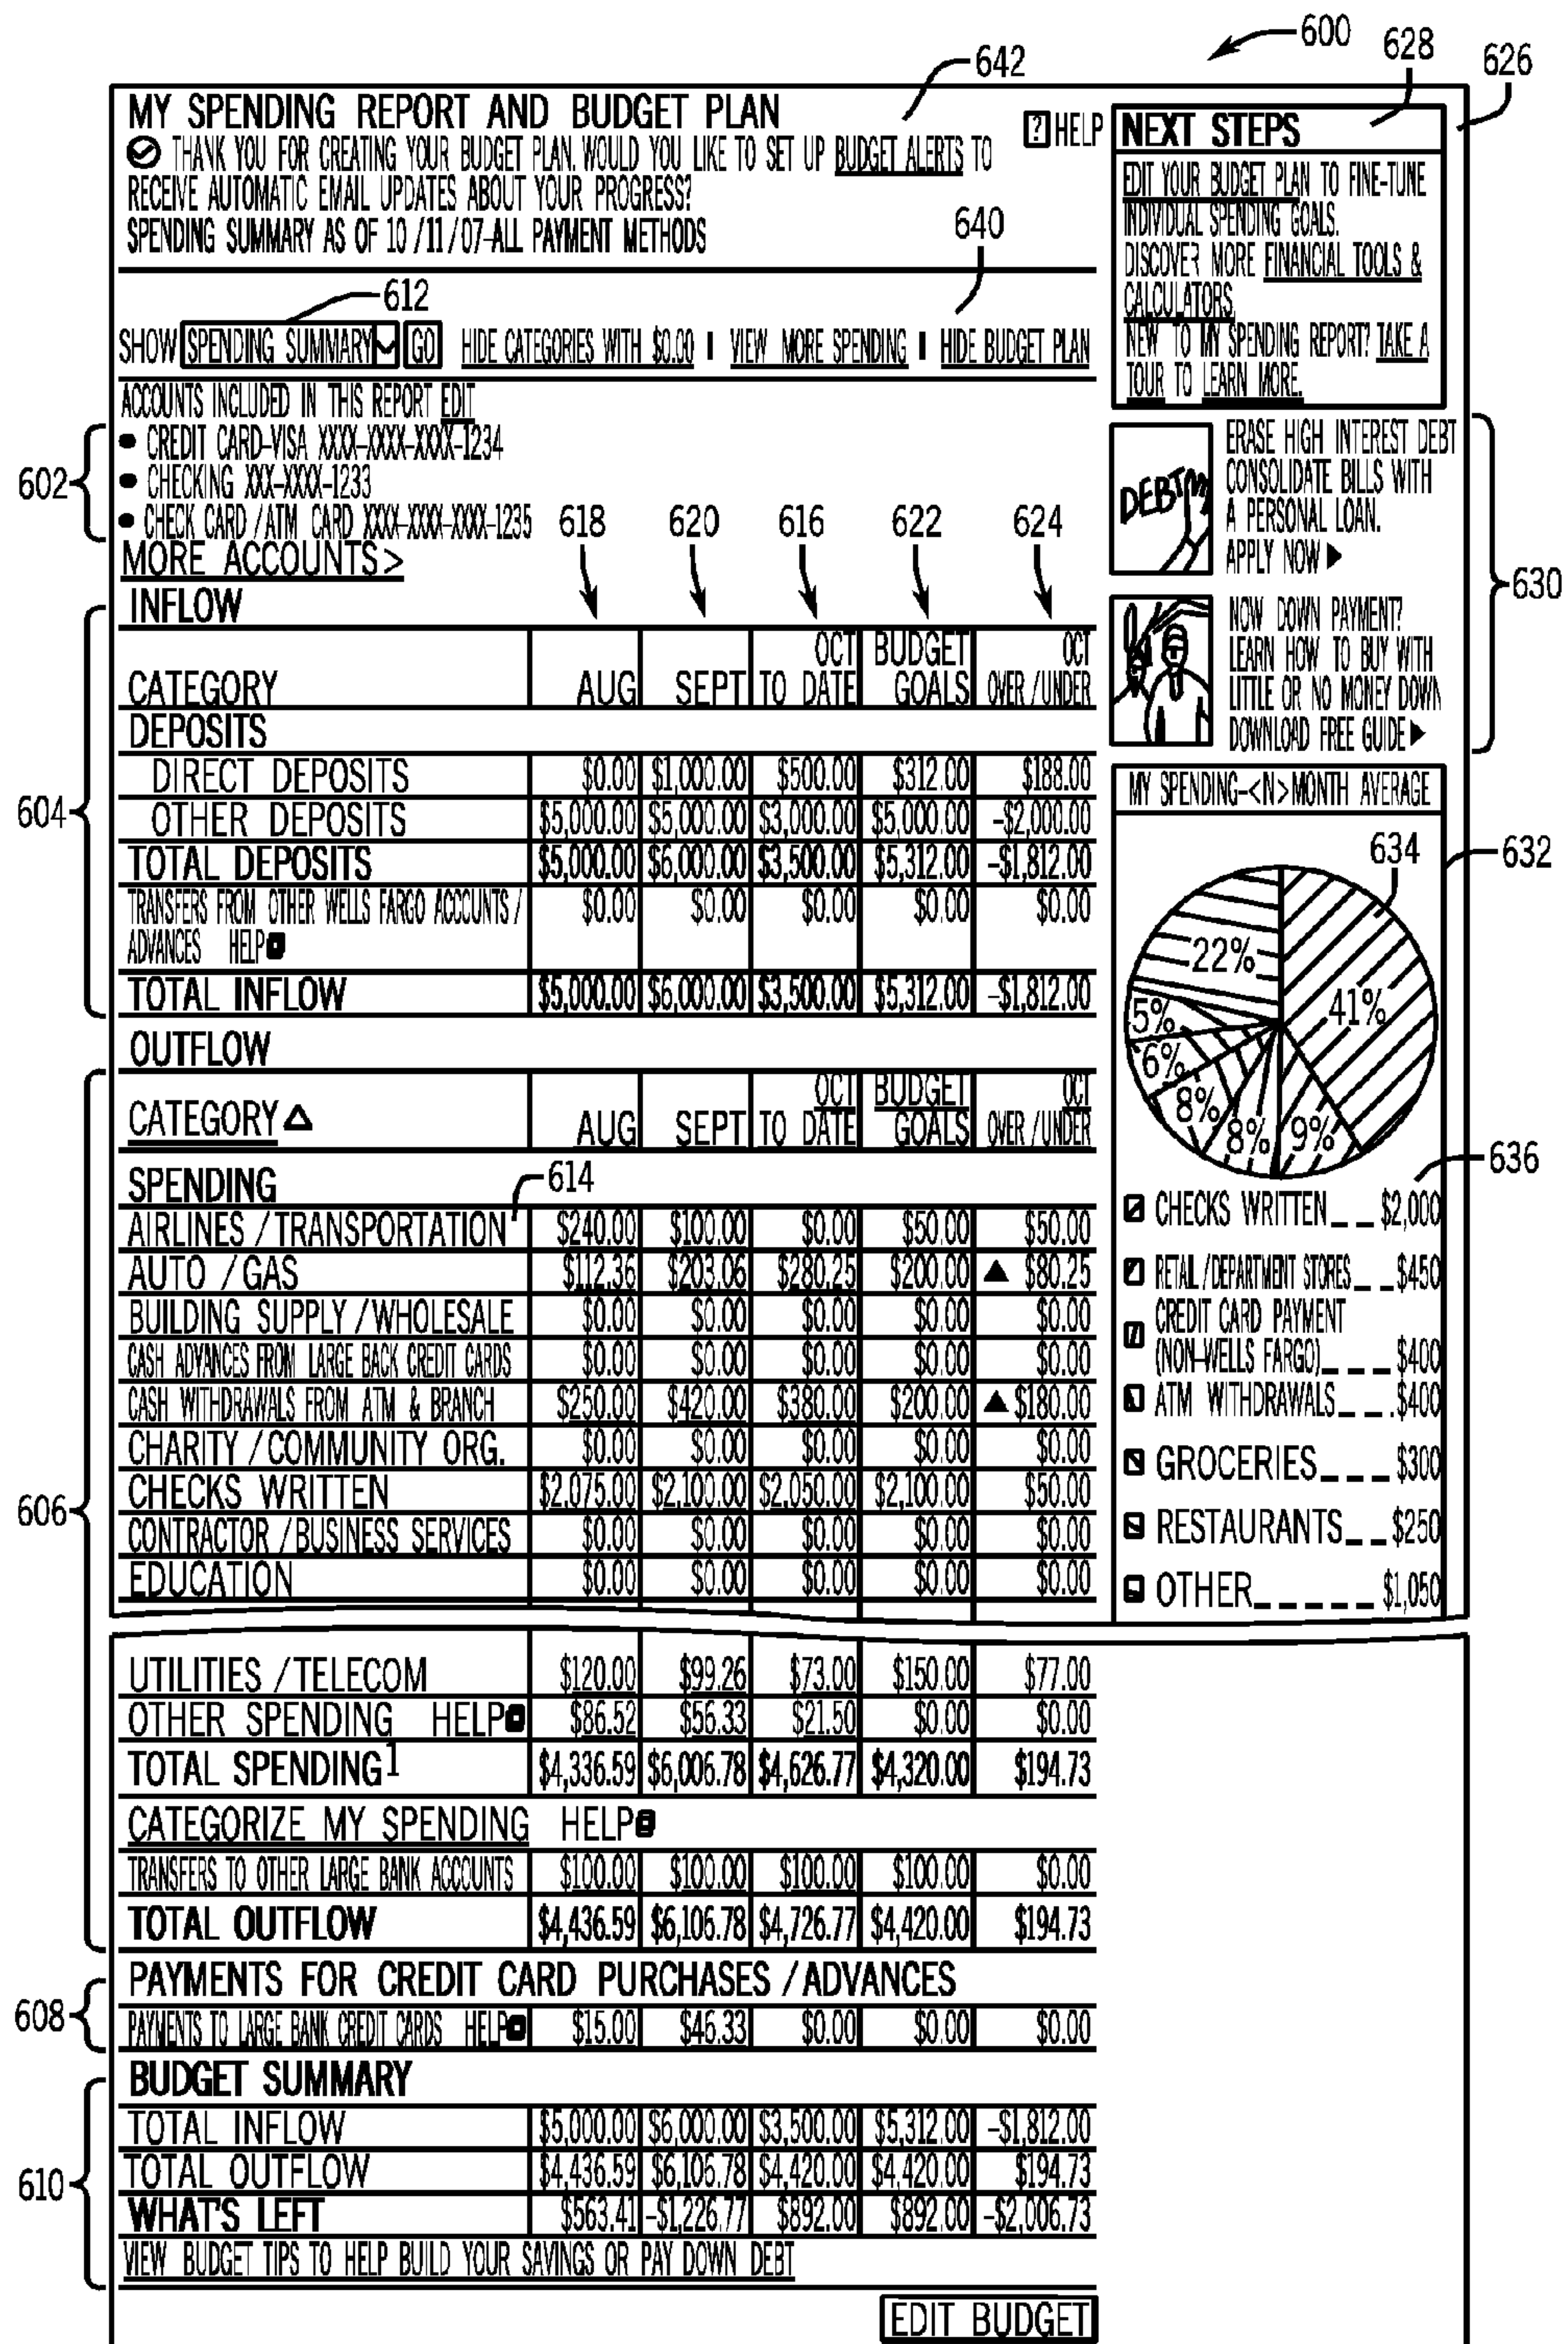 600
642
628
626
MY SPENDING REPORT AND BUDGET PLAN
THANK YOU FOR CREATING YOUR BUDGET PLAN. WOULD YOU LIKE TO SET UP BUDGET ALERTS TO
RECEIVE AUTOMATIC EMAIL UPDATES ABOUT YOUR PROGRESS?
SPENDING SUMMARY AS OF 10 /11/07-ALL PAYMENT METHODS
? HELP
640
612
SHOW SPENDING SUMMARY GO HIDE CATEGORIES WITH $0.00 | VIEW MORE SPENDING | HIDE BUDGET PLAN
ACCOUNTS INCLUDED IN THIS REPORT EDIT
602
• CREDIT CARD-VISA XXXX-XXXX-XXXX-1234
• CHECKING XXX-XXXX-1233
• CHECK CARD /ATM CARD XXXX-XXXX-XXXX-1235
MORE ACCOUNTS>
618 620 616 622 624
604
INFLOW
CATEGORY AUG SEPT OCT TO DATE BUDGET GOALS OCT OVER /UNDER
DEPOSITS
DIRECT DEPOSITS $0.00 $1,000.00 $500.00 $312.00 $188.00
OTHER DEPOSITS $5,000.00 $5,000.00 $3,000.00 $5,000.00 -$2,000.00
TOTAL DEPOSITS $5,000.00 $6,000.00 $3,500.00 $5,312.00 -$1,812.00
TRANSFERS FROM OTHER WELLS FARGO ACCOUNTS / $0.00 $0.00 $0.00 $0.00 $0.00
ADVANCES HELP
TOTAL INFLOW $5,000.00 $6,000.00 $3,500.00 $5,312.00 -$1,812.00
OUTFLOW
606
CATEGORY AUG SEPT OCT TO DATE BUDGET GOALS OCT OVER /UNDER
SPENDING
614
AIRLINES /TRANSPORTATION $240.00 $100.00 $0.00 $50.00 $50.00
AUTO /GAS $112.36 $203.06 $280.25 $200.00 ▲ $80.25
BUILDING SUPPLY /WHOLESALE $0.00 $0.00 $0.00 $0.00 $0.00
CASH ADVANCES FROM LARGE BACK CREDIT CARDS $0.00 $0.00 $0.00 $0.00 $0.00
CASH WITHDRAWALS FROM ATM & BRANCH $250.00 $420.00 $380.00 $200.00 ▲ $180.00
CHARITY /COMMUNITY ORG. $0.00 $0.00 $0.00 $0.00 $0.00
CHECKS WRITTEN $2,075.00 $2,100.00 $2,050.00 $2,100.00 $50.00
CONTRACTOR /BUSINESS SERVICES $0.00 $0.00 $0.00 $0.00 $0.00
EDUCATION $0.00 $0.00 $0.00 $0.00 $0.00
UTILITIES /TELECOM $120.00 $99.26 $73.00 $150.00 $77.00
OTHER SPENDING HELP $86.52 $56.33 $21.50 $0.00 $0.00
TOTAL SPENDING1 $4,336.59 $6,006.78 $4,626.77 $4,320.00 $194.73
CATEGORIZE MY SPENDING HELP
TRANSFERS TO OTHER LARGE BANK ACCOUNTS $100.00 $100.00 $100.00 $100.00 $0.00
TOTAL OUTFLOW $4,436.59 $6,106.78 $4,726.77 $4,420.00 $194.73
608
PAYMENTS FOR CREDIT CARD PURCHASES /ADVANCES
PAYMENTS TO LARGE BANK CREDIT CARDS HELP $15.00 $46.33 $0.00 $0.00 $0.00
610
BUDGET SUMMARY
TOTAL INFLOW $5,000.00 $6,000.00 $3,500.00 $5,312.00 -$1,812.00
TOTAL OUTFLOW $4,436.59 $6,106.78 $4,420.00 $4,420.00 $194.73
WHAT'S LEFT $563.41 -$1,226.77 $892.00 $892.00 -$2,006.73
VIEW BUDGET TIPS TO HELP BUILD YOUR SAVINGS OR PAY DOWN DEBT
EDIT BUDGET
NEXT STEPS
EDIT YOUR BUDGET PLAN TO FINE-TUNE
INDIVIDUAL SPENDING GOALS.
DISCOVER MORE FINANCIAL TOOLS &
CALCULATORS.
NEW TO MY SPENDING REPORT? TAKE A
TOUR TO LEARN MORE.
630
DEBT
ERASE HIGH INTEREST DEBT
CONSOLIDATE BILLS WITH
A PERSONAL LOAN.
APPLY NOW ▶
NOW DOWN PAYMENT?
LEARN HOW TO BUY WITH
LITTLE OR NO MONEY DOWN
DOWNLOAD FREE GUIDE ▶
MY SPENDING-<N>MONTH AVERAGE
632
634
22%
41%
5%
6%
8%
8%
9%
636
CHECKS WRITTEN _ _ $2,000
RETAIL /DEPARTMENT STORES _ _ $450
CREDIT CARD PAYMENT
(NON-WELLS FARGO) _ _ _ $400
ATM WITHDRAWALS _ _ _ . $400
GROCERIES _ _ _ $300
RESTAURANTS _ _ $250
OTHER _ _ _ _ _ $1,050